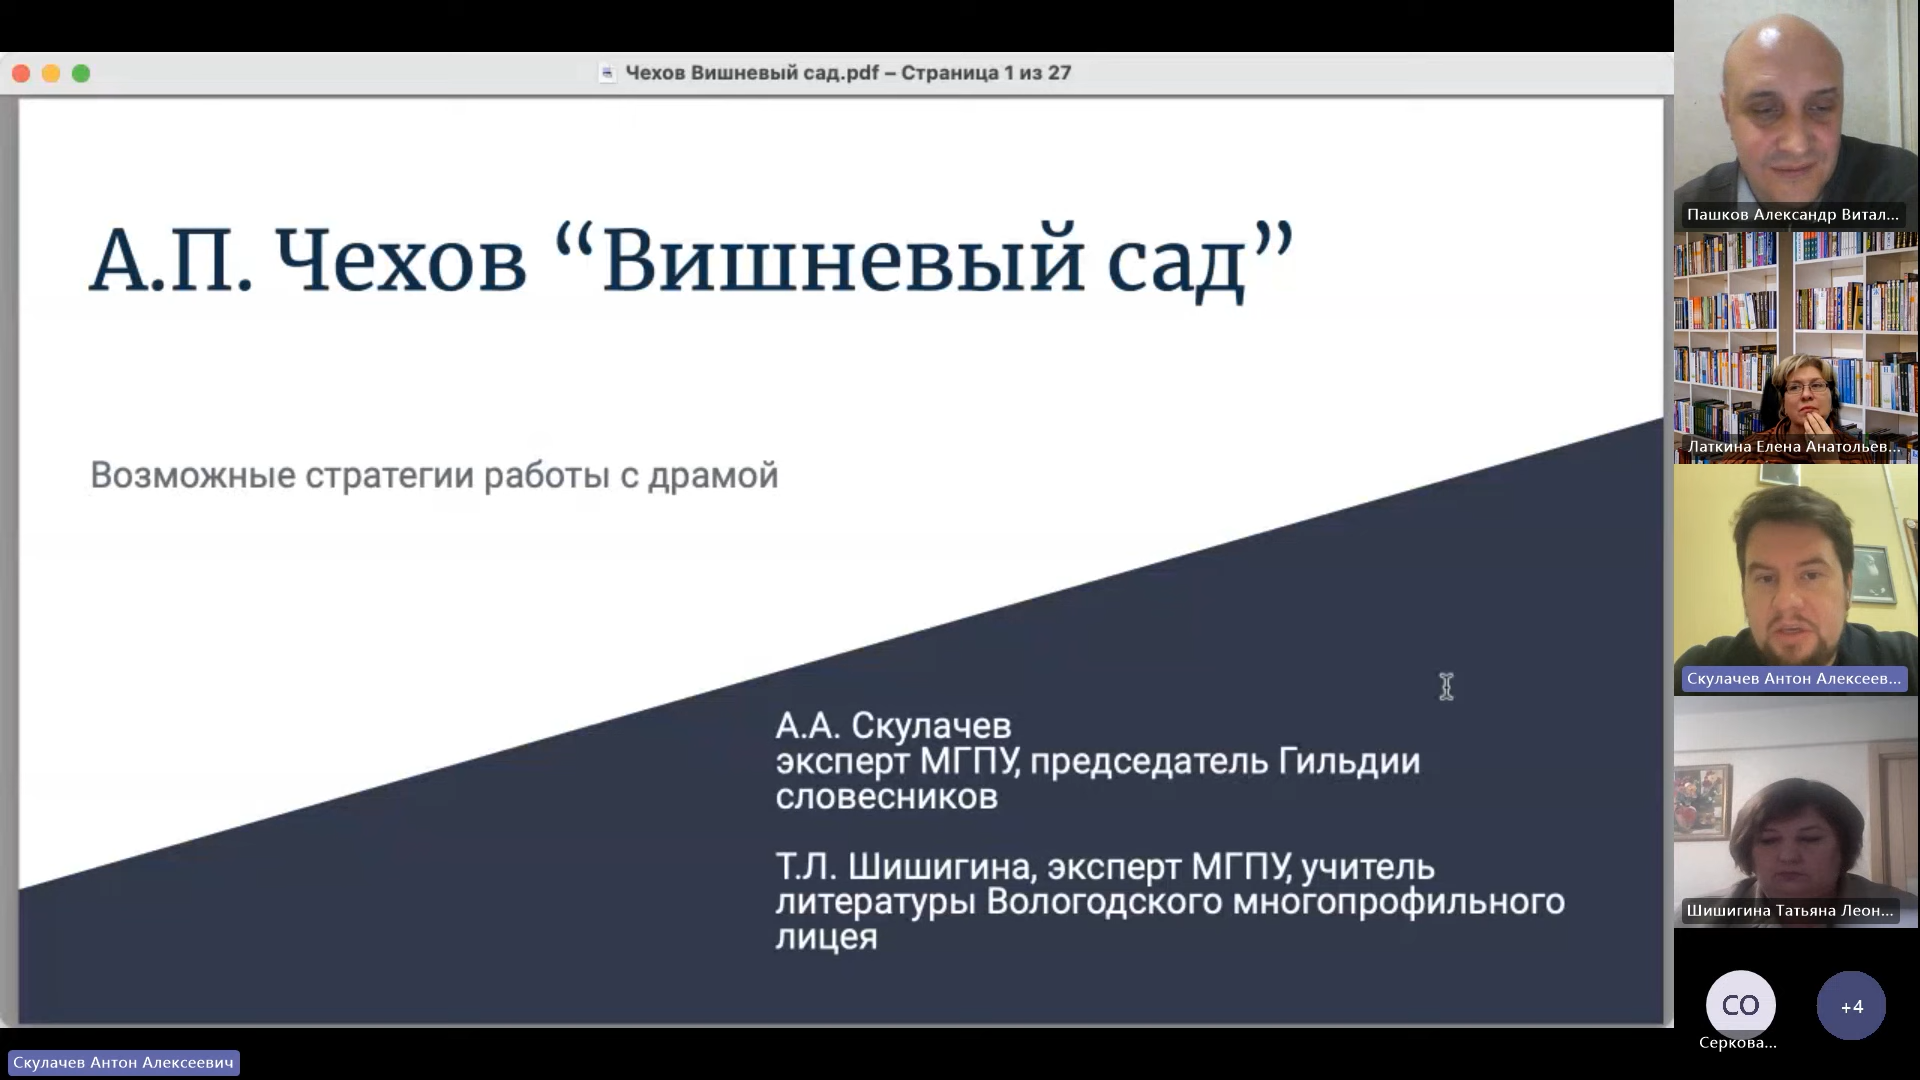 Чехов Вишневый сад.pdf – Страница 1 из 27
А.П. Чехов “Вишневый сад”
Возможные стратегии работы с драмой
А.А. Скулачев
эксперт МГПУ, председатель Гильдии
словесников
Т.Л. Шишигина, эксперт МГПУ, учитель
литературы Вологодского многопрофильного
лицея
Пашков Александр Витал...
Латкина Елена Анатольев...
Скулачев Антон Алексеев...
Шишигина Татьяна Леон...
СО
+4
Серкова...
Скулачев Антон Алексеевич